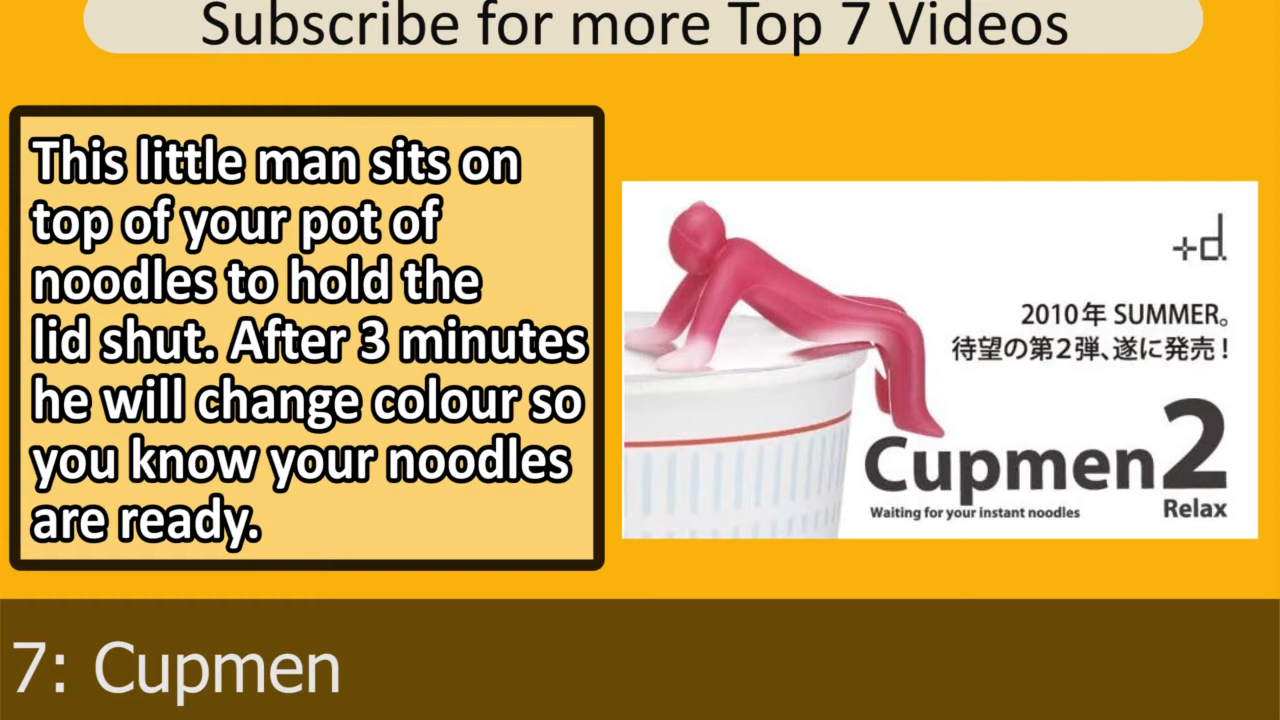 Subscribe for more Top 7 Videos
This little man sits on
top of your pot of
noodles to hold the
lid shut. After 3 minutes
he will change colour so
you know your noodles
are ready.
+d.
2010年 SUMMER。
待望の第2弾、遂に発売！
Cupmen2
Waiting for your instant noodles
Relax
7: Cupmen